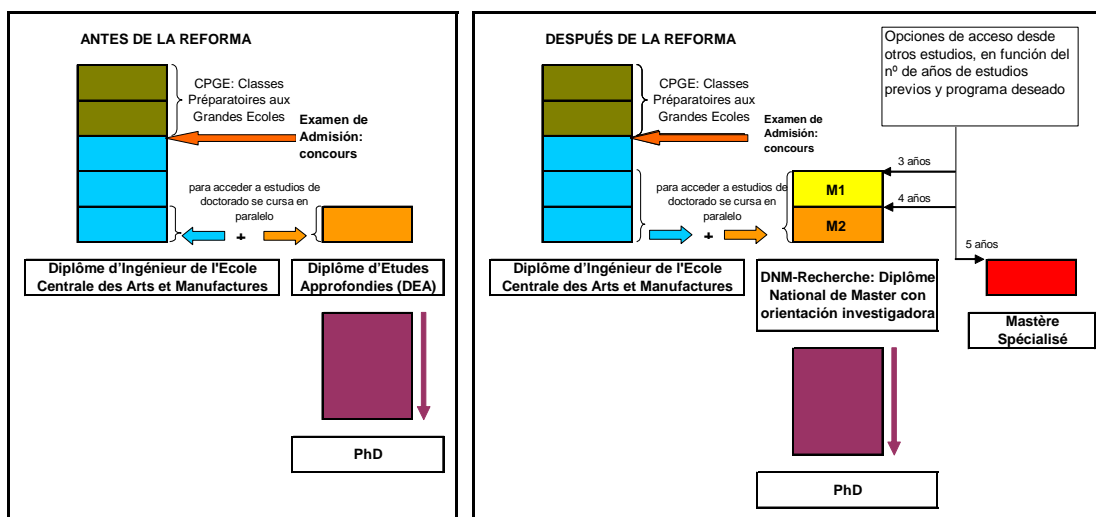 ANTES DE LA REFORMA
CPGE: Classes
Préparatoires aux
Grandes Ecoles
Examen de
Admisión:
concours
para acceder a estudios de
doctorado se cursa en
paralelo
+
Diplôme d'Ingénieur de l'Ecole
Centrale des Arts et Manufactures
Diplôme d'Etudes
Approfondies (DEA)
PhD
DESPUÉS DE LA REFORMA
CPGE: Classes
Préparatoires aux
Grandes Ecoles
Examen de
Admisión:
concours
Opciones de acceso desde
otros estudios, en función del
nº de años de estudios
previos y programa deseado
3 años
4 años
5 años
para acceder a estudios de
doctorado se cursa en
paralelo
+
M1
M2
Diplôme d'Ingénieur de l'Ecole
Centrale des Arts et Manufactures
DNM-Recherche: Diplôme
National de Master con
orientación investigadora
Mastère
Spécialisé
PhD